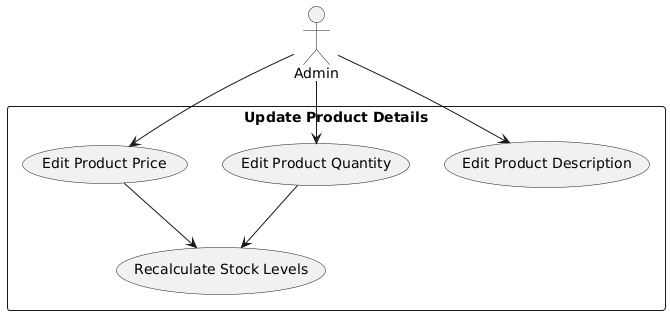 Admin
Update Product Details
Edit Product Price
Edit Product Quantity
Edit Product Description
Recalculate Stock Levels